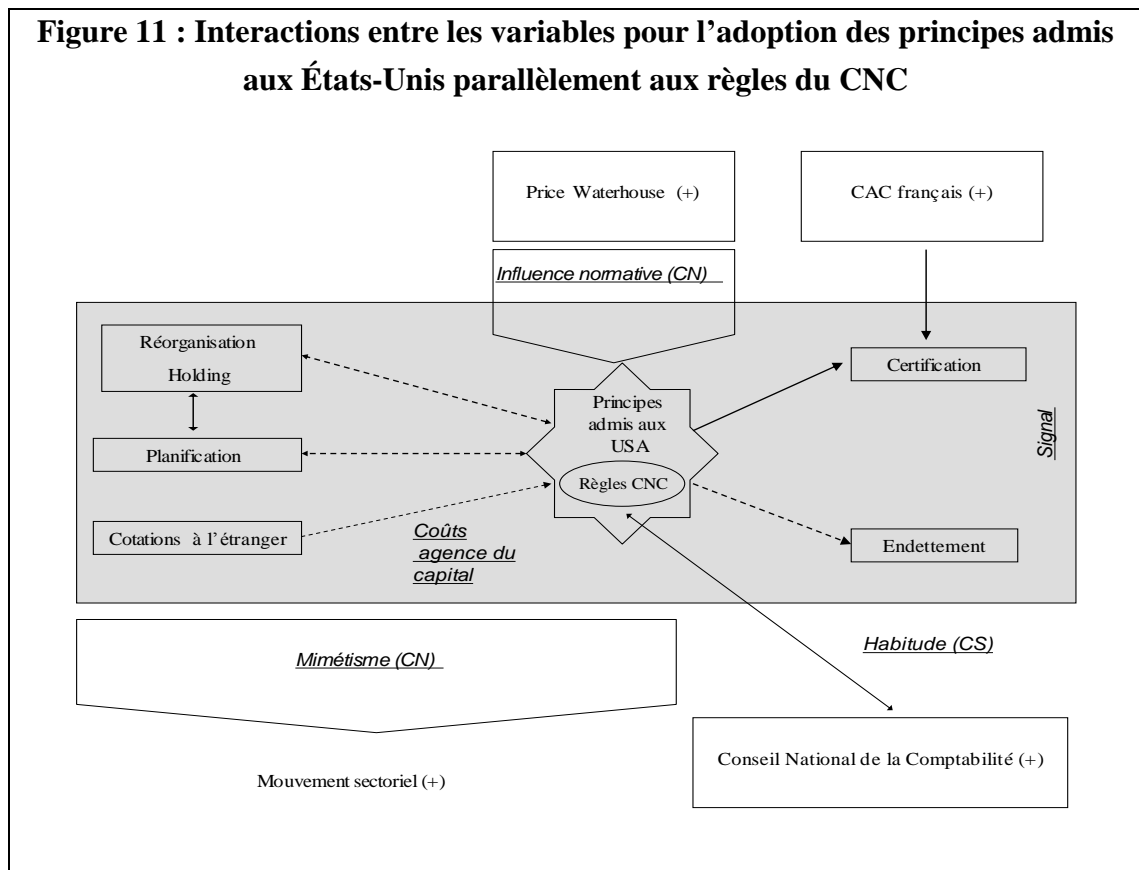 Figure 11 : Interactions entre les variables pour l'adoption des principes admis
aux États-Unis parallèlement aux règles du CNC
Price Waterhouse (+)
CAC français (+)
Influence normative (CN)
Réorganisation
Holding
Certification
Principes
admis aux
USA
Signal
Planification
Règles CNC
Cotations à l'étranger
Coûts
agence du
capital
Endettement
Mimétisme (CN)
Habitude (CS)
Conseil National de la Comptabilité (+)
Mouvement sectoriel (+)